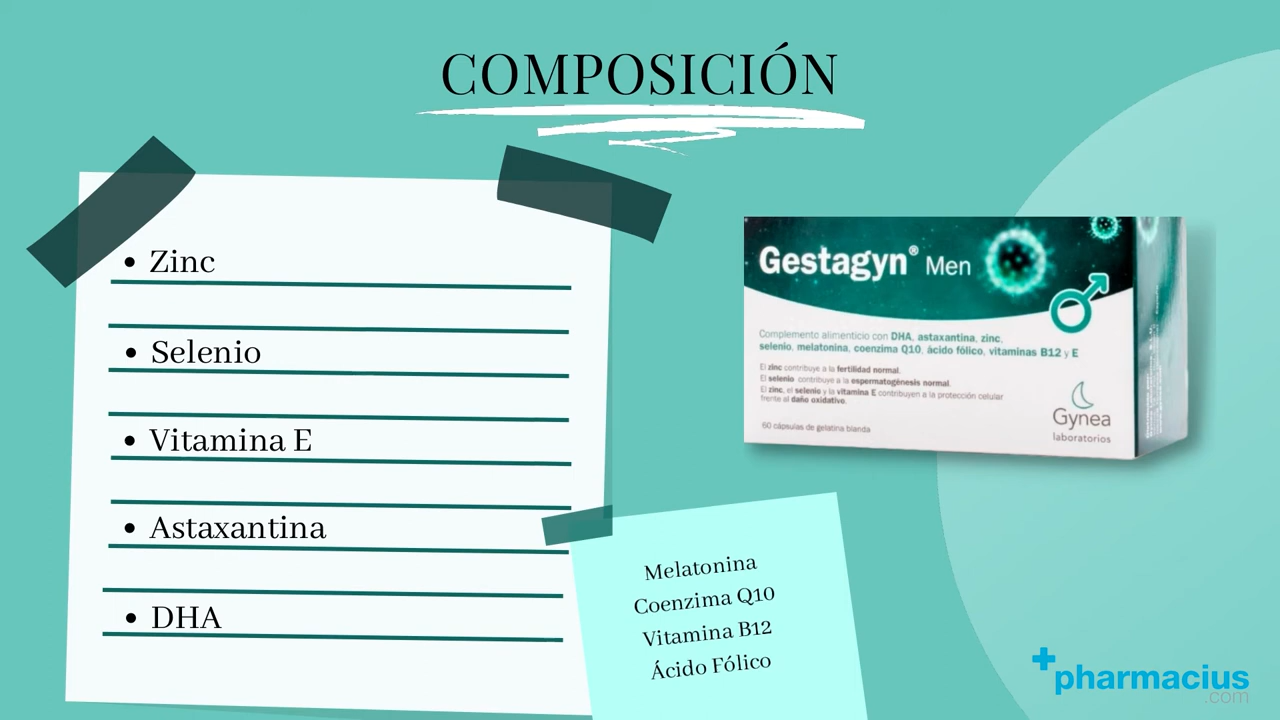 COMPOSICIÓN
• Zinc
• Selenio
• Vitamina E
• Astaxantina
• DHA
Melatonina
Coenzima Q10
Vitamina B12
Ácido Fólico
Gestagyn® Men
Complemento alimenticio con DHA, astaxantina, zinc,
selenio, melatonina, coenzima Q10, ácido fólico, vitaminas B12 y E
El zinc contribuye a la fertilidad normal.
El selenio contribuye a la espermatogénesis normal.
El zinc, el selenio y la vitamina E contribuyen a la protección celular
frente al daño oxidativo.
60 cápsulas de gelatina blanda
Gynea
laboratorios
pharmacius
.com